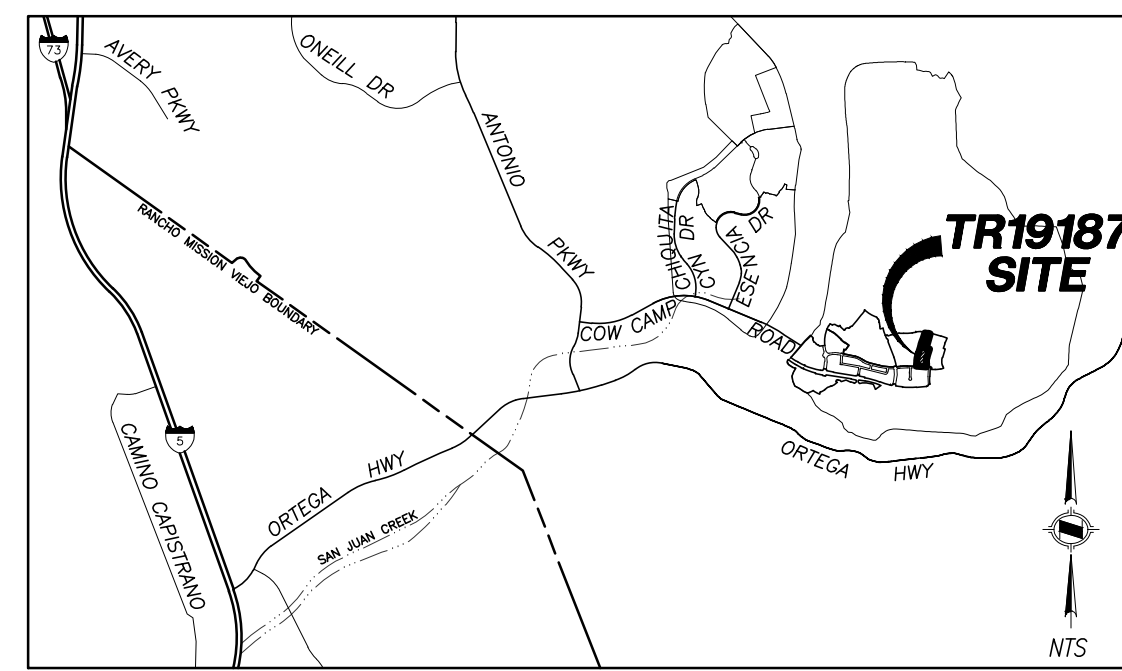 73
AVERY PKWY
ONEILL DR
ANTONIO
PKWY
RANCHO MISSION VIEJO BOUNDARY
CHIQUITA
CYN DR
ESENCIA DR
TR19187
SITE
COW CAMP
ROAD
5
CAMINO CAPISTRANO
ORTEGA HWY
SAN JUAN CREEK
ORTEGA HWY
NTS